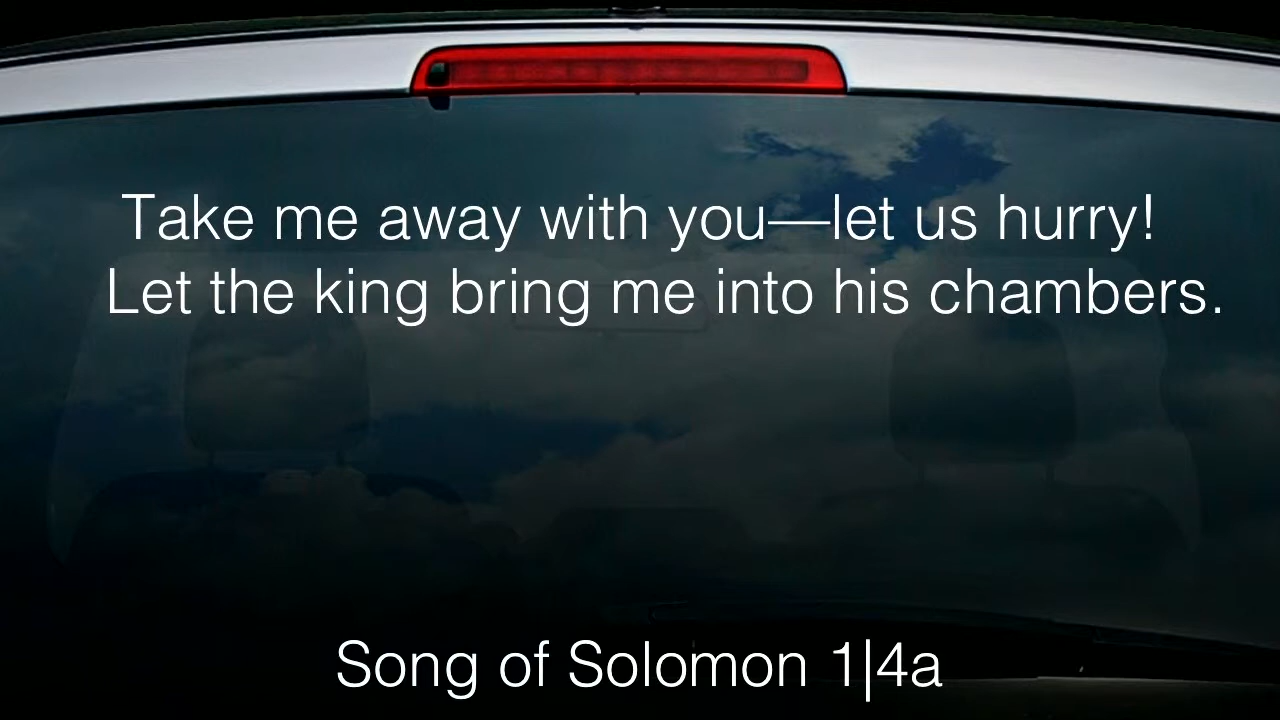 Take me away with you—let us hurry!
Let the king bring me into his chambers.
Song of Solomon 1|4a